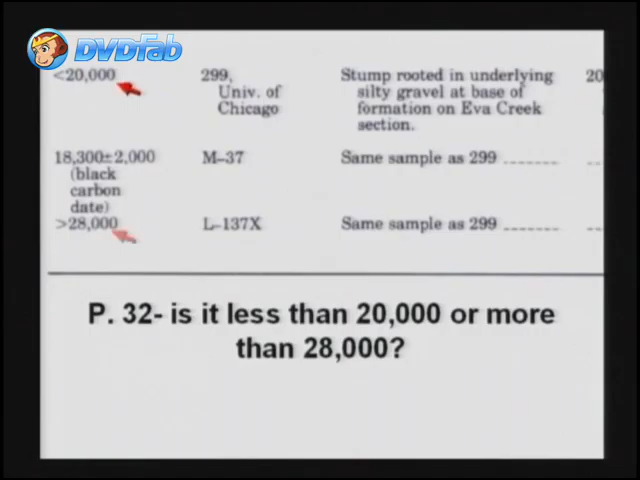 DVDFab
<20,000 299, Stump rooted in underlying 20
Univ. of silty gravel at base of
Chicago formation on Eva Creek
section.
18,300±2,000 M–37 Same sample as 299
(black
carbon
date)
>28,000 L–137X Same sample as 299
P. 32- is it less than 20,000 or more
than 28,000?